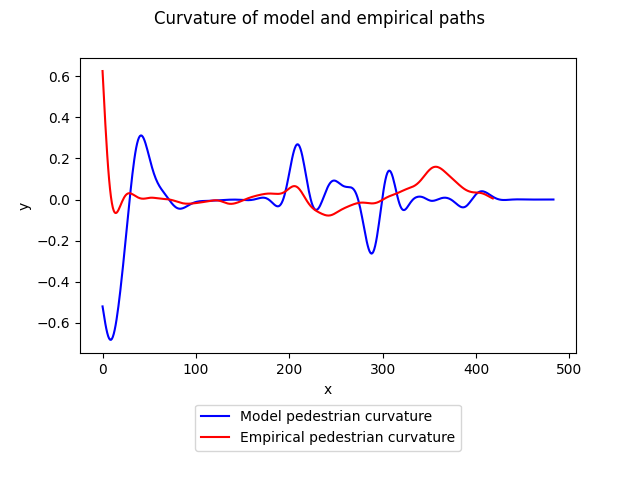 Curvature of model and empirical paths
0.6
0.4
0.2
0.0
−0.2
−0.4
−0.6
y
0 100 200 300 400 500
x
Model pedestrian curvature
Empirical pedestrian curvature